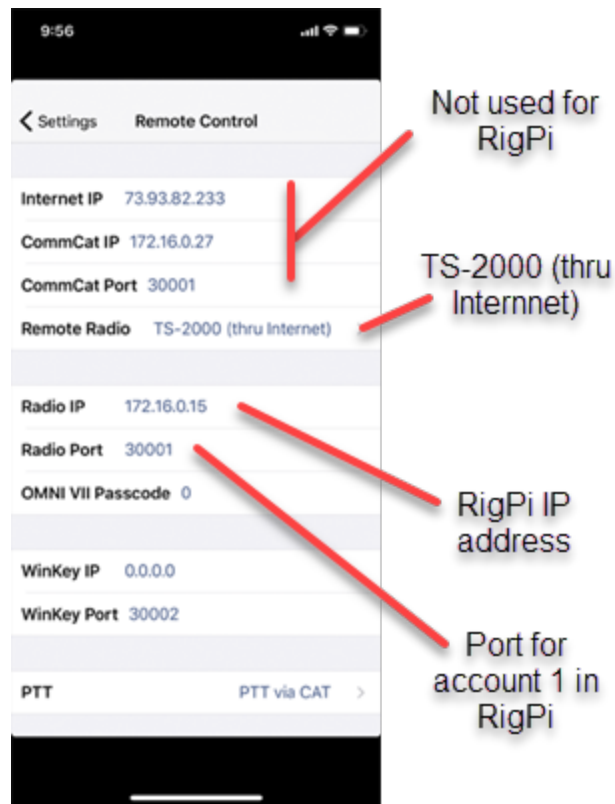 9:56
Settings Remote Control
Internet IP 73.93.82.233
CommCat IP 172.16.0.27
CommCat Port 30001
Remote Radio TS-2000 (thru Internet)
Radio IP 172.16.0.15
Radio Port 30001
OMNI VII Passcode 0
WinKey IP 0.0.0.0
WinKey Port 30002
PTT PTT via CAT
Not used for
RigPi
TS-2000 (thru
Internnet)
RigPi IP
address
Port for
account 1 in
RigPi